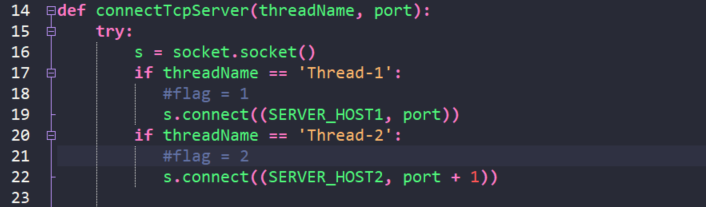 14 def connectTcpServer(threadName, port):
15     try:
16         s = socket.socket()
17         if threadName == 'Thread-1':
18             #flag = 1
19             s.connect((SERVER_HOST1, port))
20         if threadName == 'Thread-2':
21             #flag = 2
22             s.connect((SERVER_HOST2, port + 1))
23